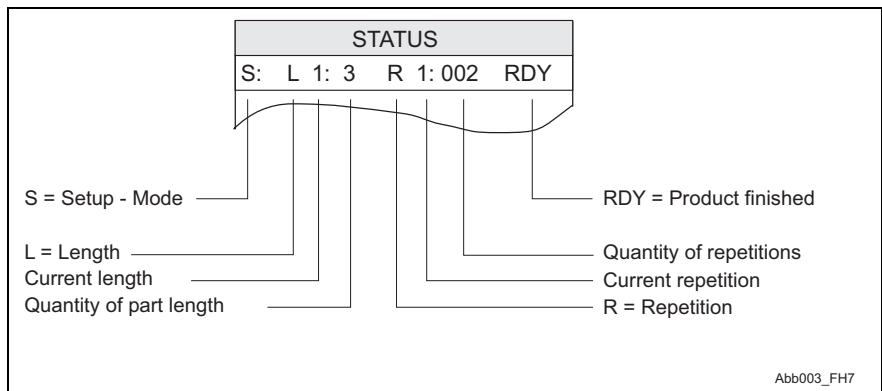 STATUS
S: L 1: 3 R 1: 002 RDY
S = Setup - Mode
RDY = Product finished
L = Length
Quantity of repetitions
Current length
Current repetition
Quantity of part length
R = Repetition
Abb003_FH7